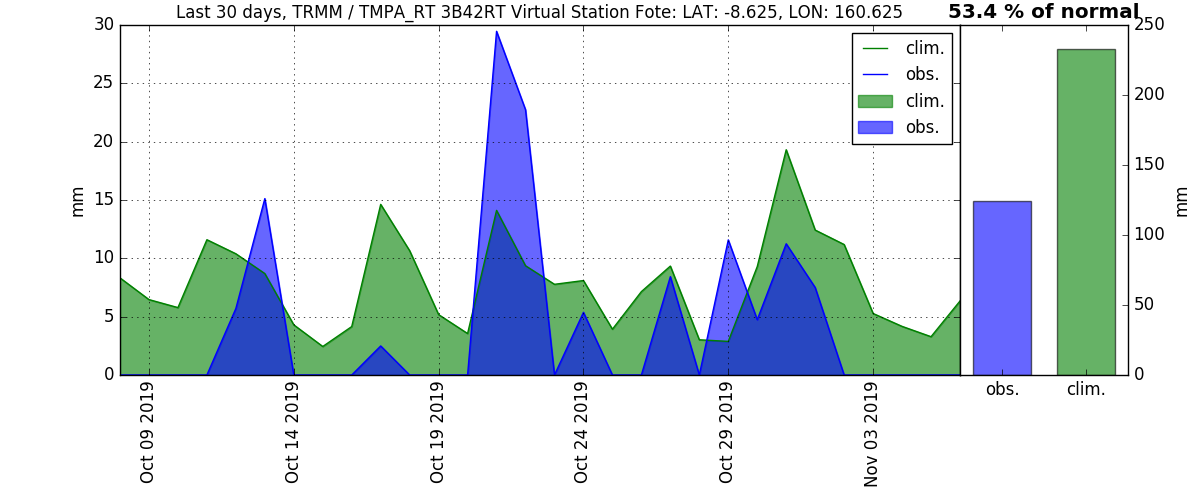 Last 30 days, TRMM / TMPA_RT 3B42RT Virtual Station Fote: LAT: -8.625, LON: 160.625
53.4 % of normal
30
25
20
15
10
5
0
mm
clim.
obs.
clim.
obs.
Oct 09 2019
Oct 14 2019
Oct 19 2019
Oct 24 2019
Oct 29 2019
Nov 03 2019
250
200
150
100
50
0
mm
obs.
clim.